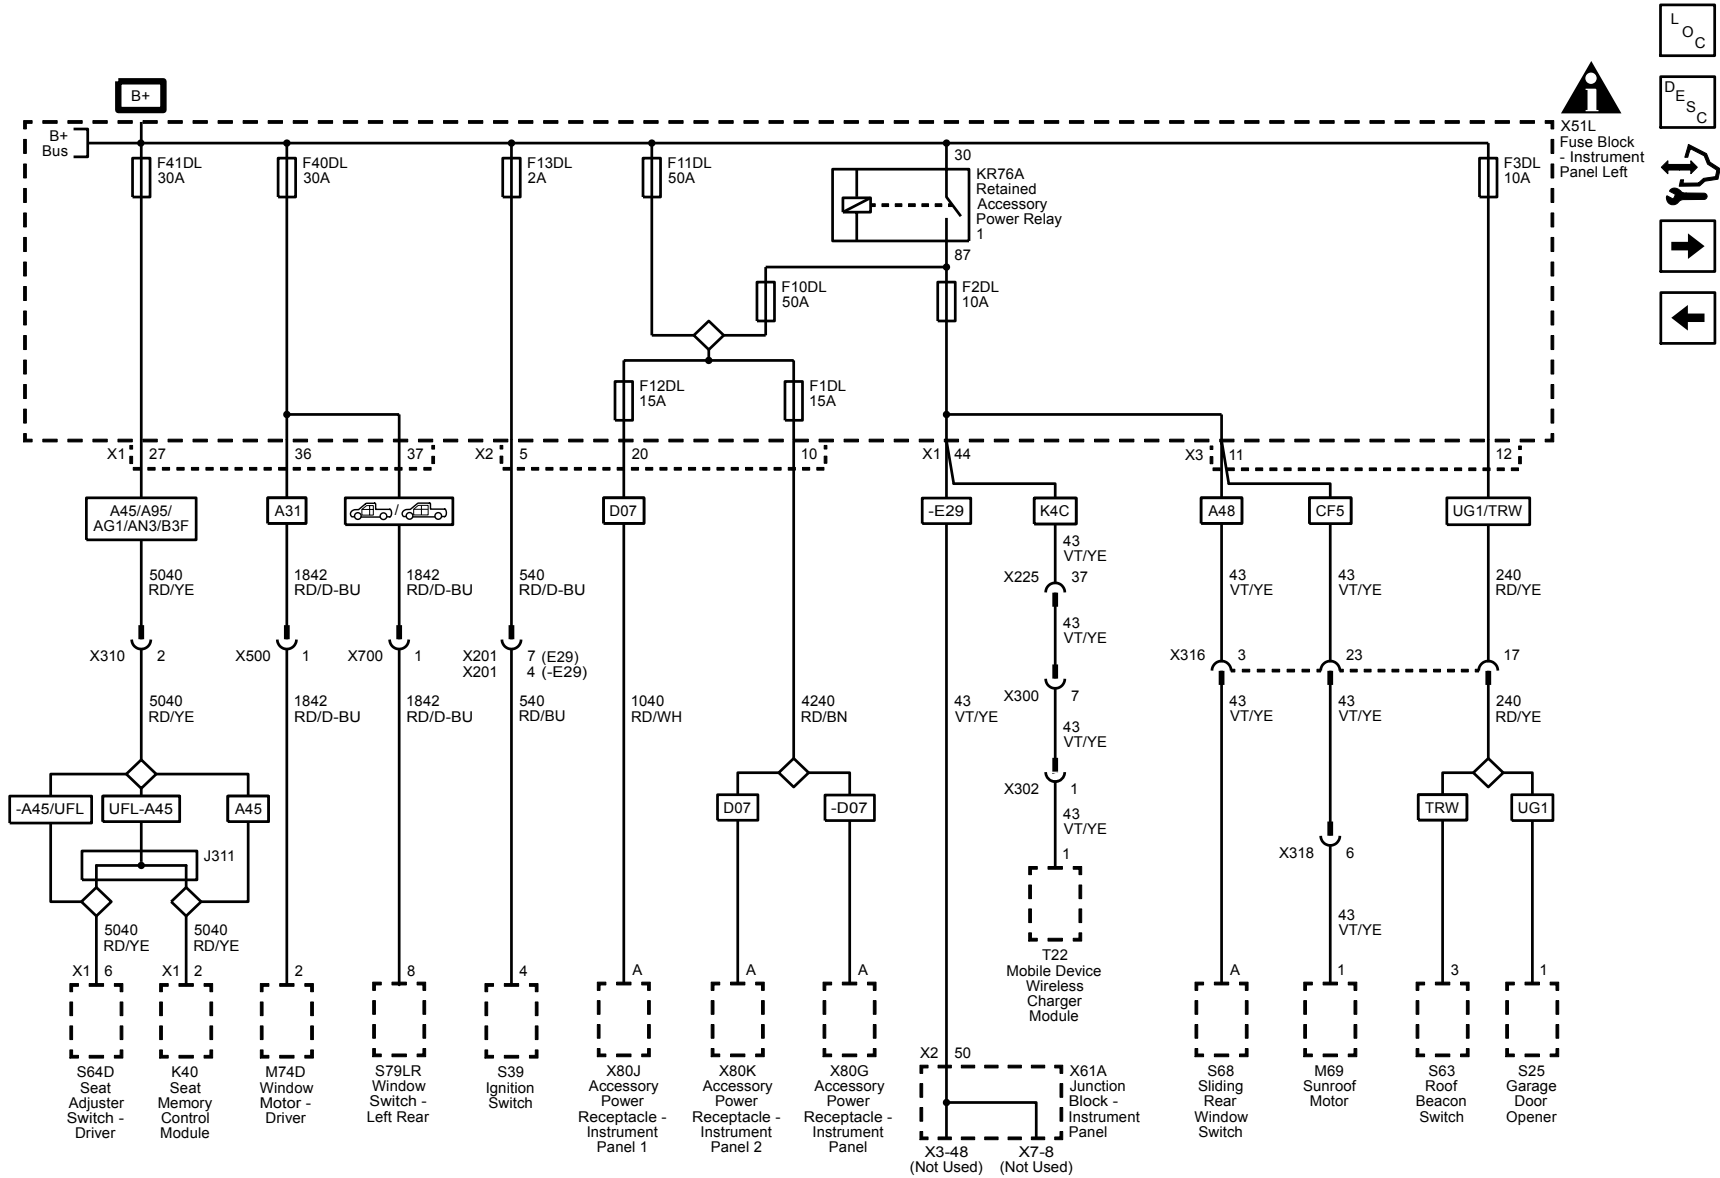 L
O
C
D
E
S
C
B+
B+
Bus
X51L
Fuse Block
- Instrument
Panel Left
F41DL
30A
F40DL
30A
F13DL
2A
F11DL
50A
30
KR76A
Retained
Accessory
Power Relay
1
87
F3DL
10A
F10DL
50A
F2DL
10A
F12DL
15A
F1DL
15A
X1 27
36
37
X2 5
20
10
X1 44
X3 11
12
A45/A95/
AG1/AN3/B3F
A31
/
D07
-E29
K4C
A48
CF5
UG1/TRW
5040
RD/YE
1842
RD/D-BU
1842
RD/D-BU
540
RD/D-BU
43
VT/YE
X225 37
43
VT/YE
43
VT/YE
240
RD/YE
X310 2
X500 1
X700 1
X201 7 (E29)
X201 4 (-E29)
43
VT/YE
X316 3
23
17
X300 7
5040
RD/YE
1842
RD/D-BU
1842
RD/D-BU
540
RD/BU
1040
RD/WH
4240
RD/BN
43
VT/YE
43
VT/YE
43
VT/YE
43
VT/YE
240
RD/YE
X302 1
-A45/UFL
UFL-A45
A45
D07
-D07
TRW
UG1
43
VT/YE
J311
1
X318 6
5040
RD/YE
5040
RD/YE
43
VT/YE
T22
Mobile Device
Wireless
Charger
Module
X1 6
X1 2
2
8
4
A
A
A
A
1
3
1
S64D
Seat
Adjuster
Switch -
Driver
K40
Seat
Memory
Control
Module
M74D
Window
Motor -
Driver
S79LR
Window
Switch -
Left Rear
S39
Ignition
Switch
X80J
Accessory
Power
Receptacle -
Instrument
Panel 1
X80K
Accessory
Power
Receptacle -
Instrument
Panel 2
X80G
Accessory
Power
Receptacle -
Instrument
Panel
X2 50
X61A
Junction
Block -
Instrument
Panel
X3-48
(Not Used)
X7-8
(Not Used)
S68
Sliding
Rear
Window
Switch
M69
Sunroof
Motor
S63
Roof
Beacon
Switch
S25
Garage
Door
Opener